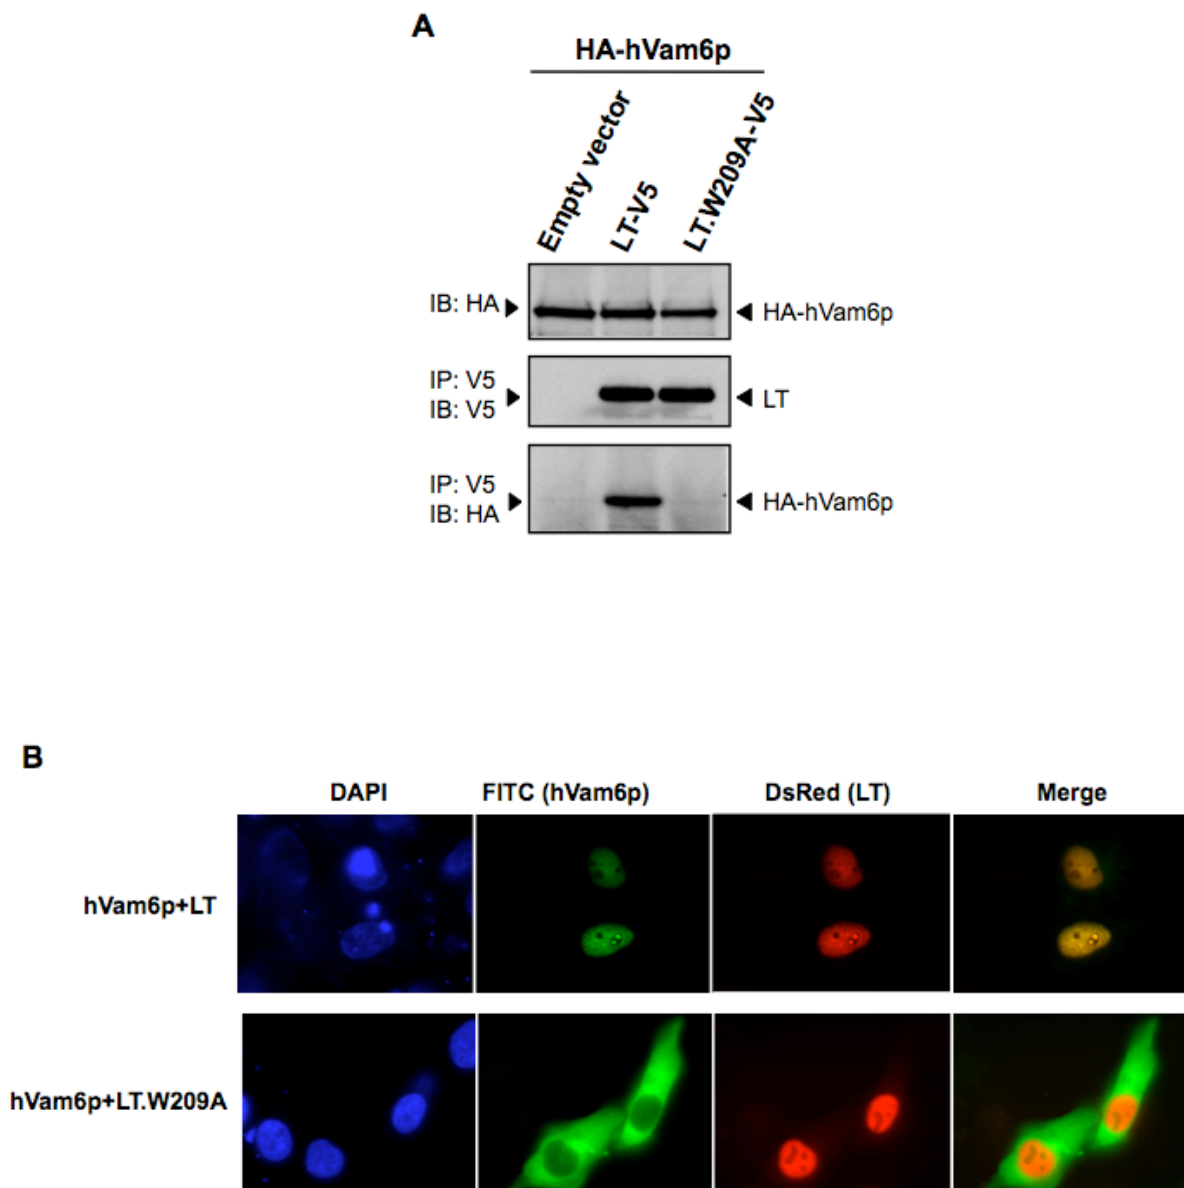 A
HA-hVam6p
Empty vector
LT-V5
LT.W209A-V5
IB: HA
HA-hVam6p
IP: V5
IB: V5
LT
IP: V5
IB: HA
HA-hVam6p
B
DAPI
FITC (hVam6p)
DsRed (LT)
Merge
hVam6p+LT
hVam6p+LT.W209A